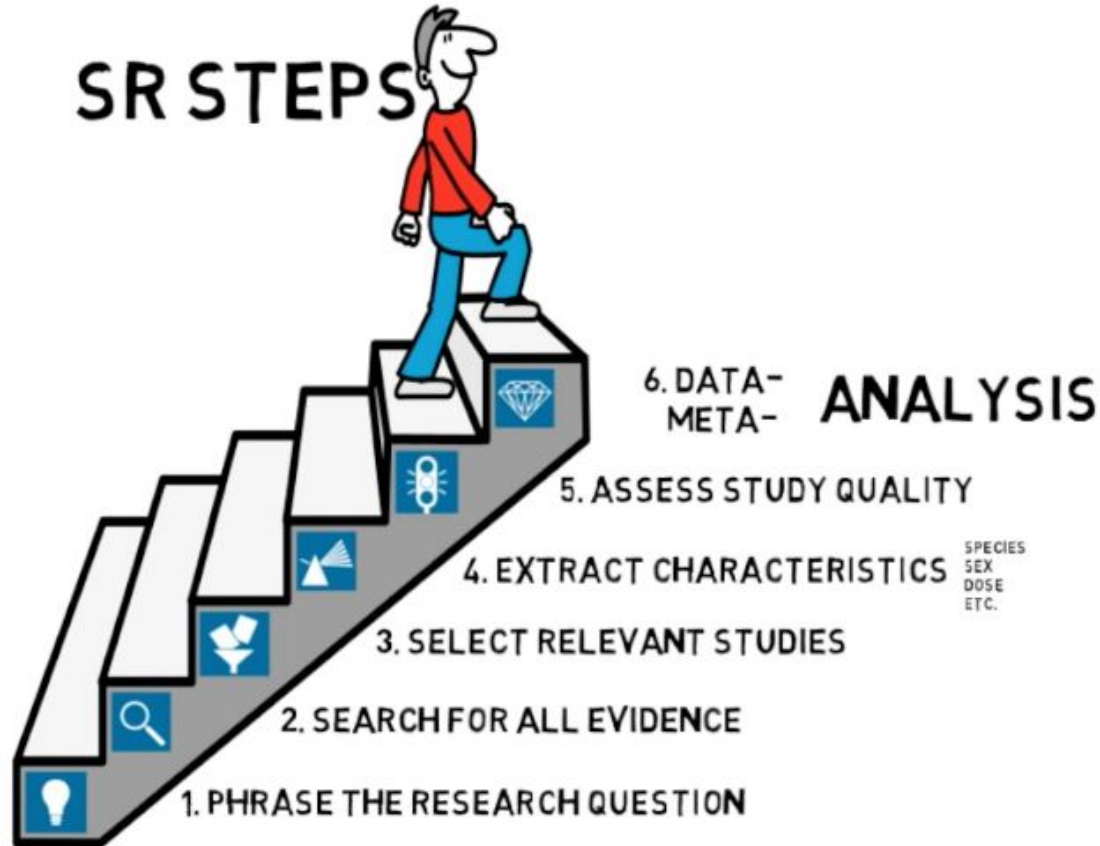 SR STEPS
6. DATA-
META-
ANALYSIS
5. ASSESS STUDY QUALITY
4. EXTRACT CHARACTERISTICS
SPECIES
SEX
DOSE
ETC.
3. SELECT RELEVANT STUDIES
2. SEARCH FOR ALL EVIDENCE
1. PHRASE THE RESEARCH QUESTION